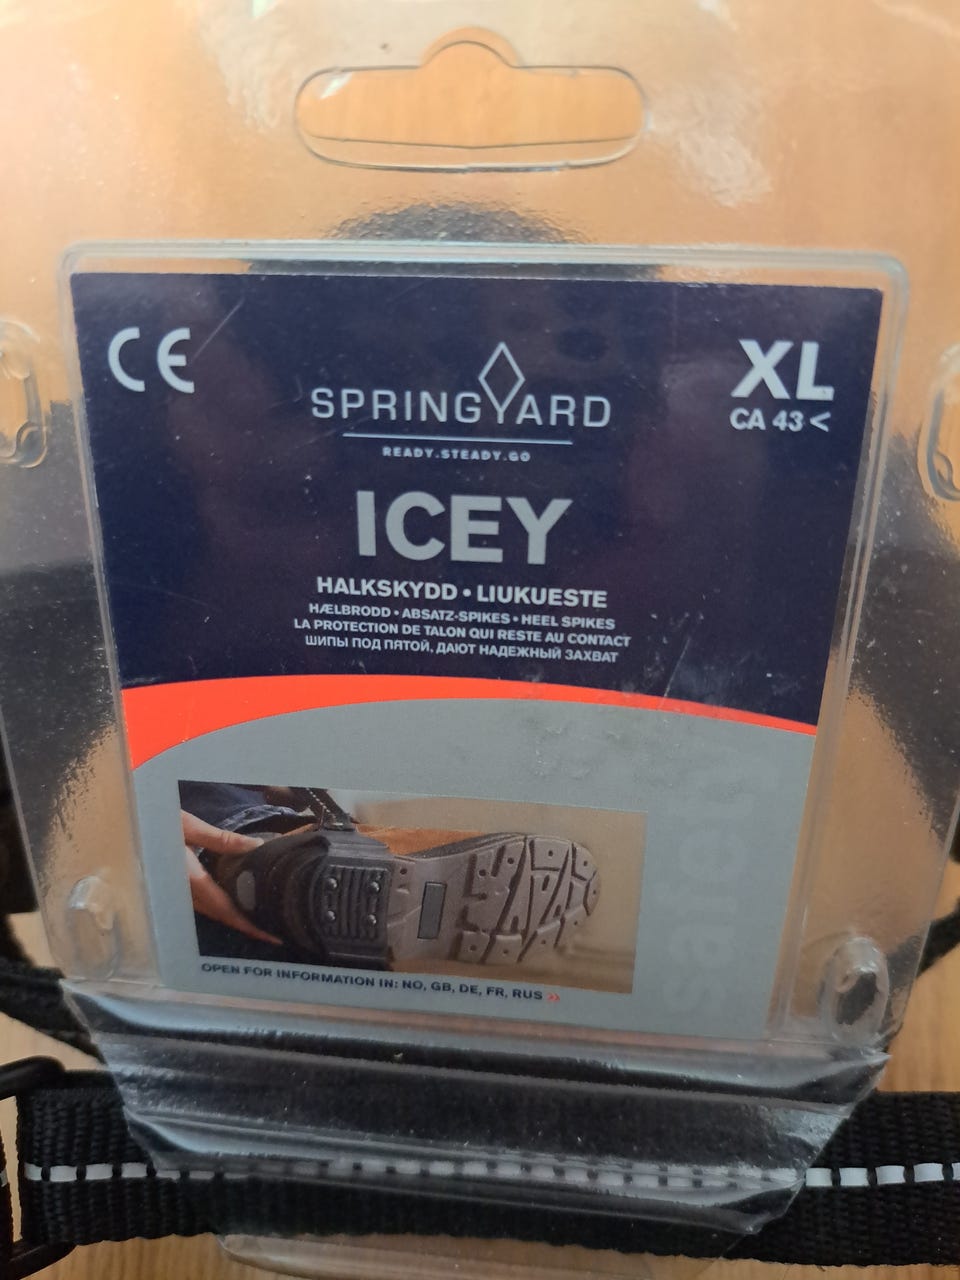 CE
XL
CA 43 <
SPRINGYARD
READY.STEADY.GO
ICEY
HALKSKYDD • LIUKUESTE
HÆLBRODD • ABSATZ-SPIKES • HEEL SPIKES
LA PROTECTION DE TALON QUI RESTE AU CONTACT
ШИПЫ ПОД ПЯТОЙ, ДАЮТ НАДЕЖНЫЙ ЗАХВАТ
safety
OPEN FOR INFORMATION IN: NO, GB, DE, FR, RUS »